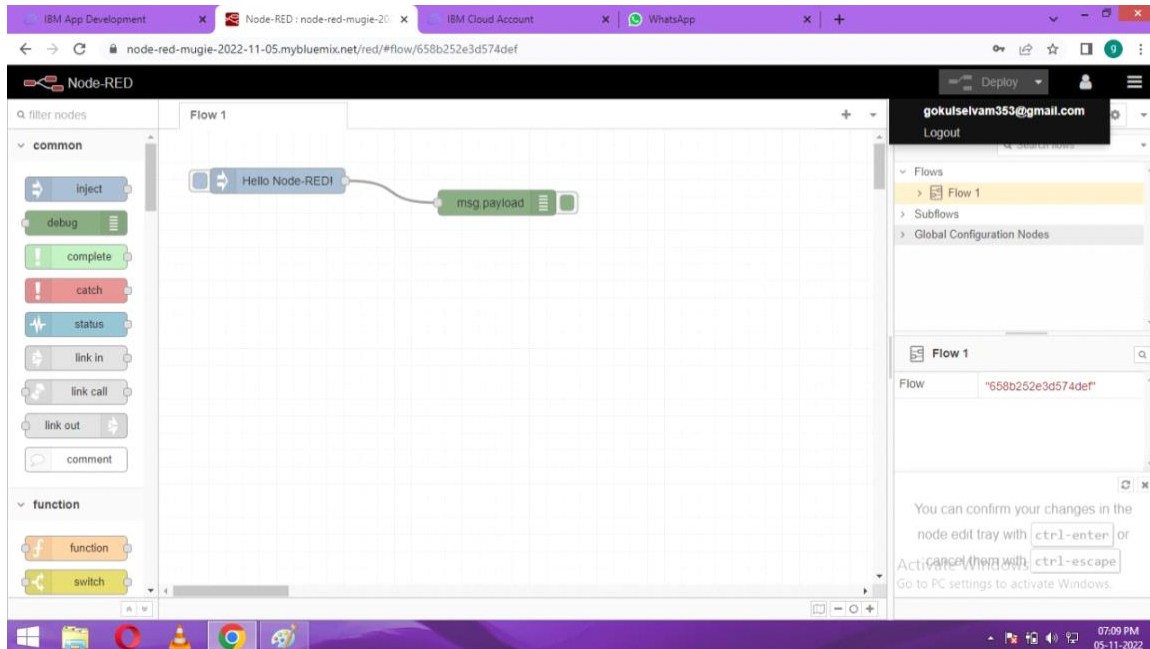 IBM App Development
Node-RED : node-red-mugie-20
IBM Cloud Account
WhatsApp
node-red-mugie-2022-11-05.mybluemix.net/red/#flow/658b252e3d574def
9
Node-RED
Deploy
filter nodes
Flow 1
gokulselvam353@gmail.com
Logout
common
inject
debug
complete
catch
status
link in
link call
link out
comment
function
function
switch
Hello Node-RED!
msg.payload
Search flows
Flows
Flow 1
Subflows
Global Configuration Nodes
Flow 1
Flow "658b252e3d574def"
You can confirm your changes in the
node edit tray with ctrl-enter or
cancel them with ctrl-escape
Activate Windows
Go to PC settings to activate Windows.
07:09 PM
05-11-2022